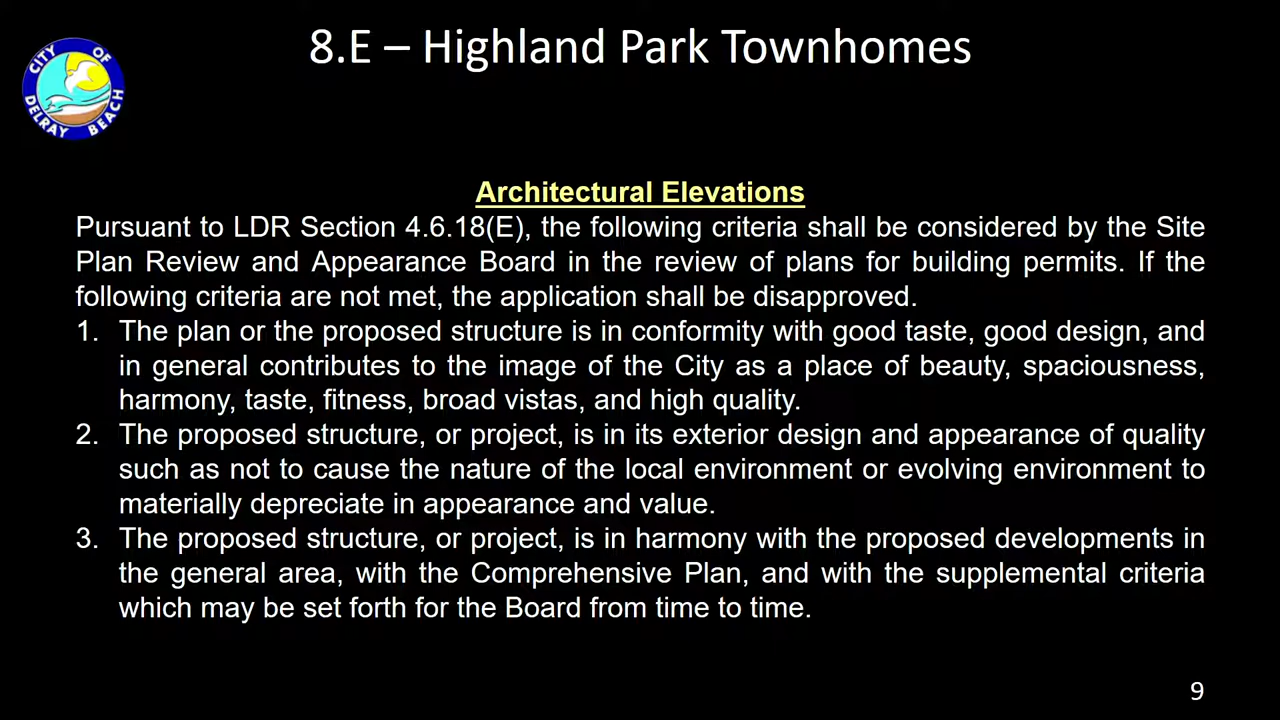 8.E – Highland Park Townhomes
CITY OF
DELRAY BEACH
Architectural Elevations
Pursuant to LDR Section 4.6.18(E), the following criteria shall be considered by the Site
Plan Review and Appearance Board in the review of plans for building permits. If the
following criteria are not met, the application shall be disapproved.
1. The plan or the proposed structure is in conformity with good taste, good design, and
in general contributes to the image of the City as a place of beauty, spaciousness,
harmony, taste, fitness, broad vistas, and high quality.
2. The proposed structure, or project, is in its exterior design and appearance of quality
such as not to cause the nature of the local environment or evolving environment to
materially depreciate in appearance and value.
3. The proposed structure, or project, is in harmony with the proposed developments in
the general area, with the Comprehensive Plan, and with the supplemental criteria
which may be set forth for the Board from time to time.
9